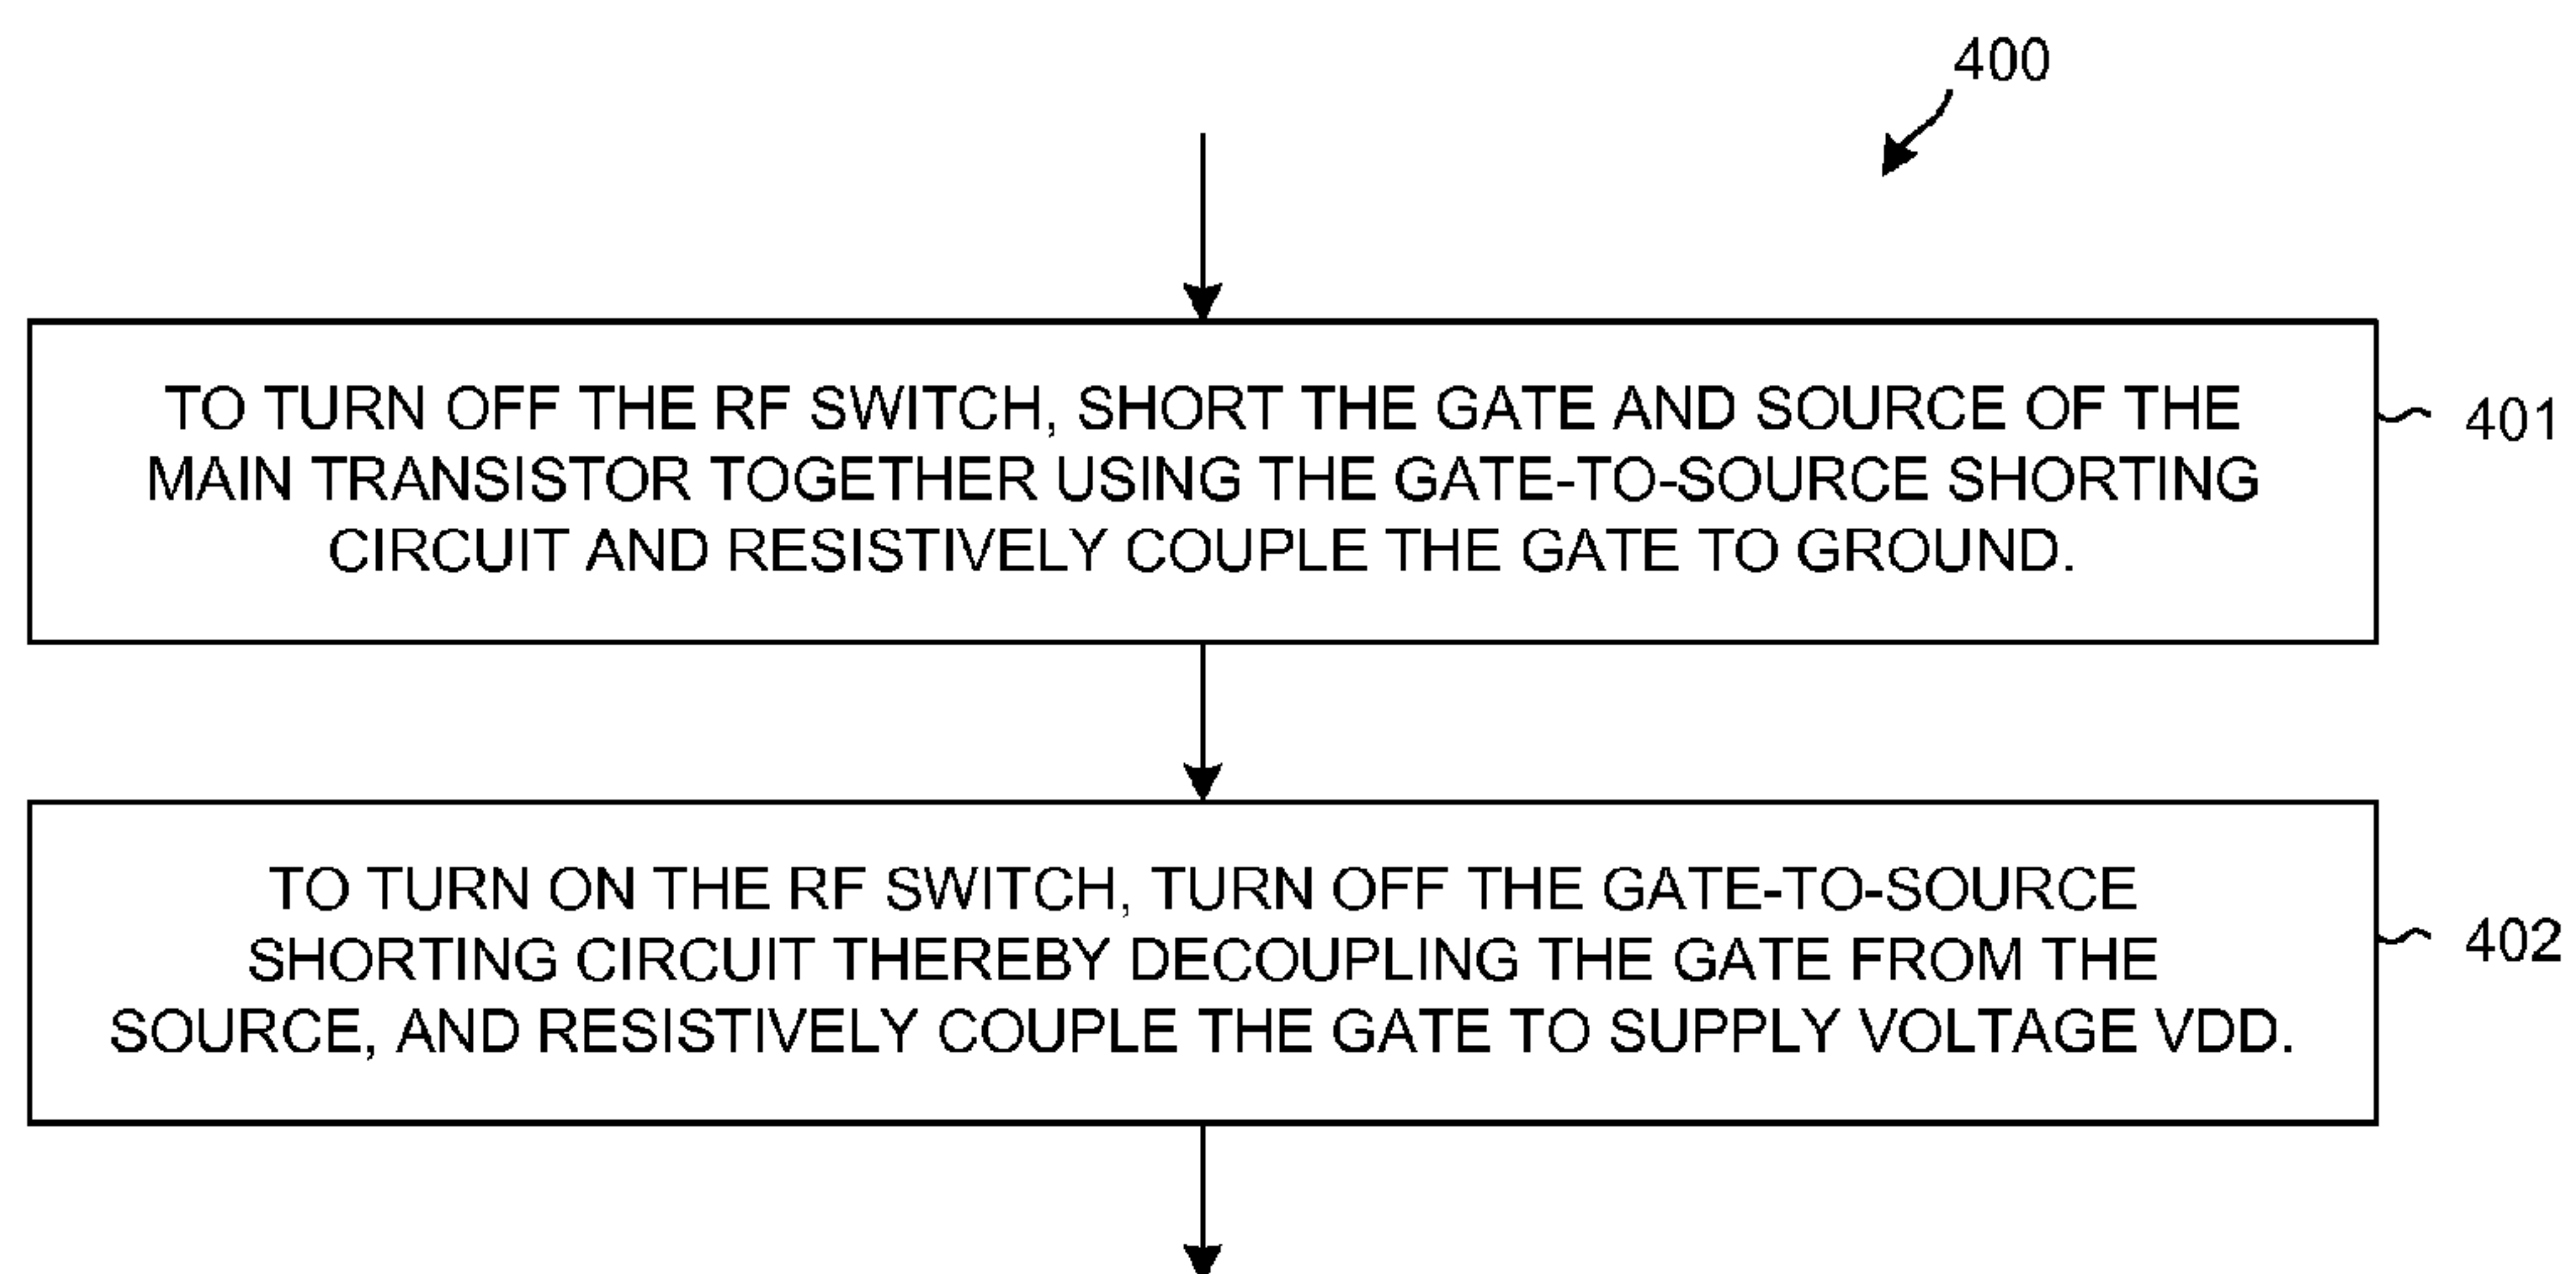 400
TO TURN OFF THE RF SWITCH, SHORT THE GATE AND SOURCE OF THE
MAIN TRANSISTOR TOGETHER USING THE GATE-TO-SOURCE SHORTING
CIRCUIT AND RESISTIVELY COUPLE THE GATE TO GROUND.
401
TO TURN ON THE RF SWITCH, TURN OFF THE GATE-TO-SOURCE
SHORTING CIRCUIT THEREBY DECOUPLING THE GATE FROM THE
SOURCE, AND RESISTIVELY COUPLE THE GATE TO SUPPLY VOLTAGE VDD.
402